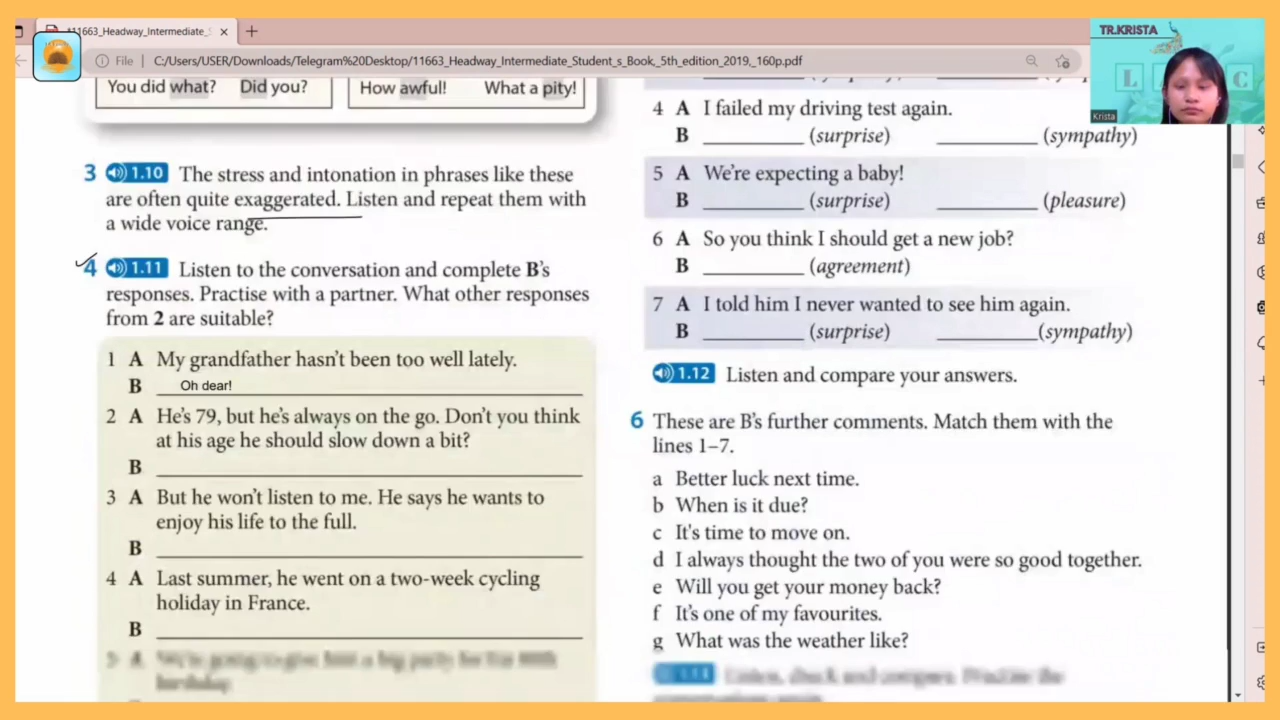 *11663_Headway_Intermediate_
File
C:/Users/USER/Downloads/Telegram%20Desktop/11663_Headway_Intermediate_Student_s_Book,_5th_edition_2019,_160p.pdf
TR.KRISTA
L
C
Krista
You did what? Did you?
How awful! What a pity!
3 1.10 The stress and intonation in phrases like these
are often quite exaggerated. Listen and repeat them with
a wide voice range.
4 1.11 Listen to the conversation and complete B's
responses. Practise with a partner. What other responses
from 2 are suitable?
1 A My grandfather hasn't been too well lately.
B Oh dear!
2 A He's 79, but he's always on the go. Don't you think
at his age he should slow down a bit?
B
3 A But he won't listen to me. He says he wants to
enjoy his life to the full.
B
4 A Last summer, he went on a two-week cycling
holiday in France.
B
4 A I failed my driving test again.
B (surprise) (sympathy)
5 A We're expecting a baby!
B (surprise) (pleasure)
6 A So you think I should get a new job?
B (agreement)
7 A I told him I never wanted to see him again.
B (surprise) (sympathy)
1.12 Listen and compare your answers.
6 These are B's further comments. Match them with the
lines 1–7.
a Better luck next time.
b When is it due?
c It's time to move on.
d I always thought the two of you were so good together.
e Will you get your money back?
f It's one of my favourites.
g What was the weather like?